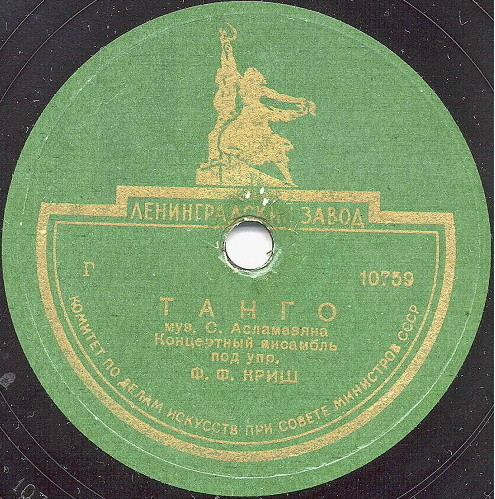 ЛЕНИНГРАДСКИЙ ЗАВОД
Г 10759
ТАНГО
муз. С. Асламазяна
Концертный ансамбль
под упр.
Ф. Ф. КРИШ
КОМИТЕТ ПО ДЕЛАМ ИСКУССТВ ПРИ СОВЕТЕ МИНИСТРОВ СССР